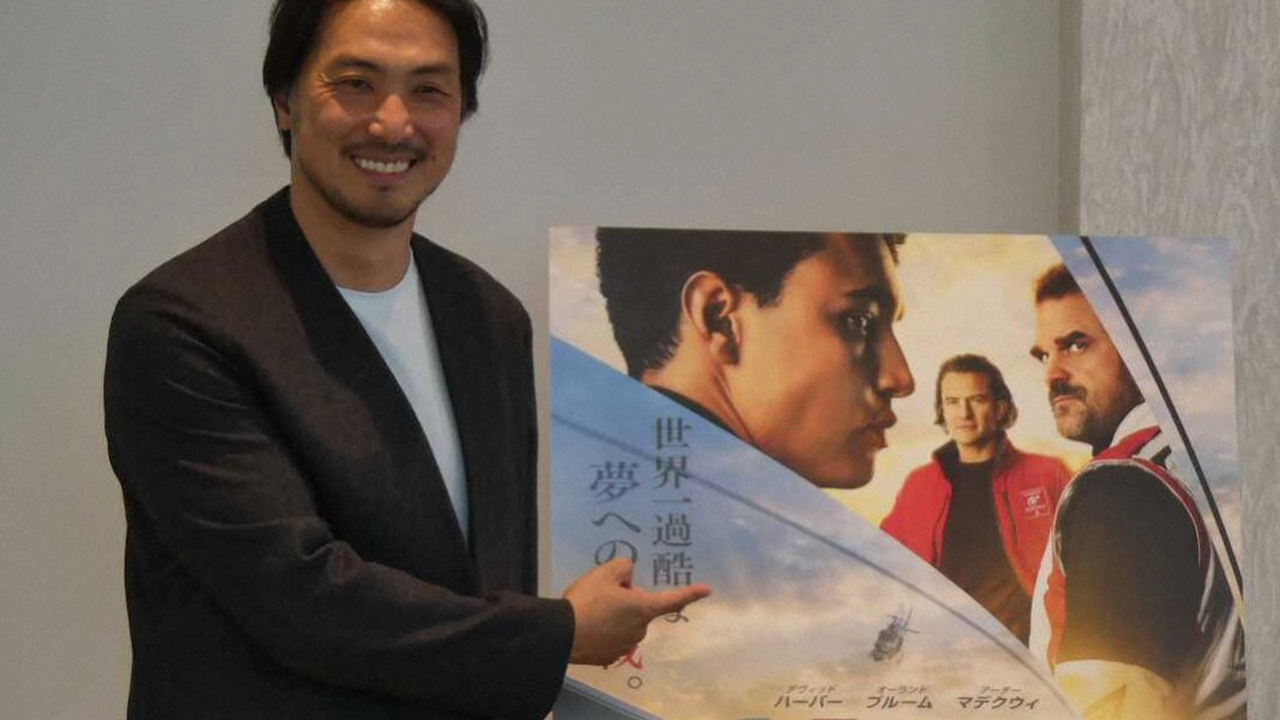 世界一過酷な
夢への
。
デヴィッド オーランド アーチー
ハーバー ブルーム マデクウィ